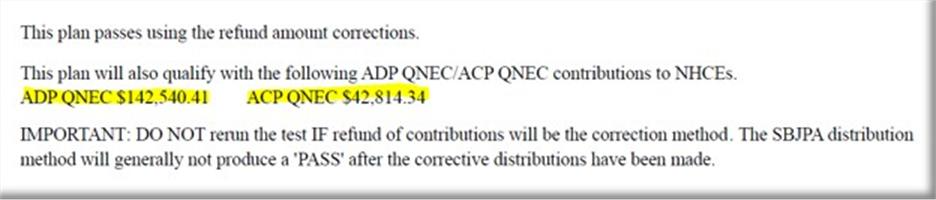 This plan passes using the refund amount corrections.
This plan will also qualify with the following ADP QNEC/ACP QNEC contributions to NHCEs.
ADP QNEC $142,540.41 ACP QNEC $42,814.34
IMPORTANT: DO NOT rerun the test IF refund of contributions will be the correction method. The SBJPA distribution
method will generally not produce a 'PASS' after the corrective distributions have been made.